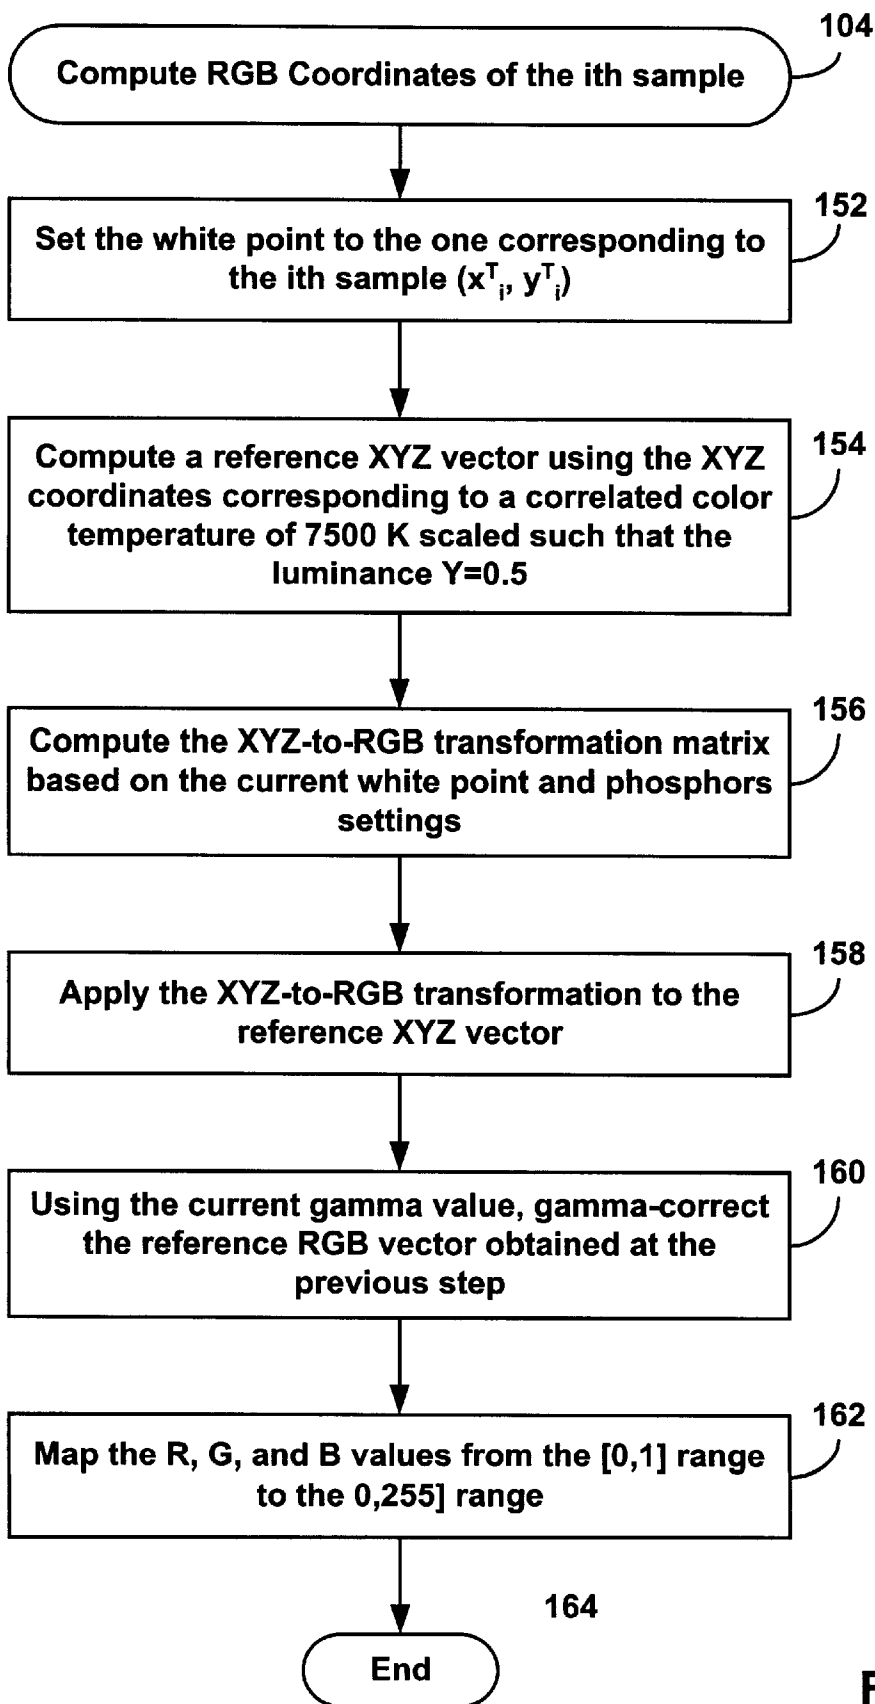 104
Compute RGB Coordinates of the ith sample
152
Set the white point to the one corresponding to
the ith sample (xᵀᵢ, yᵀᵢ)
154
Compute a reference XYZ vector using the XYZ
coordinates corresponding to a correlated color
temperature of 7500 K scaled such that the
luminance Y=0.5
156
Compute the XYZ-to-RGB transformation matrix
based on the current white point and phosphors
settings
158
Apply the XYZ-to-RGB transformation to the
reference XYZ vector
160
Using the current gamma value, gamma-correct
the reference RGB vector obtained at the
previous step
162
Map the R, G, and B values from the [0,1] range
to the 0,255] range
164
End